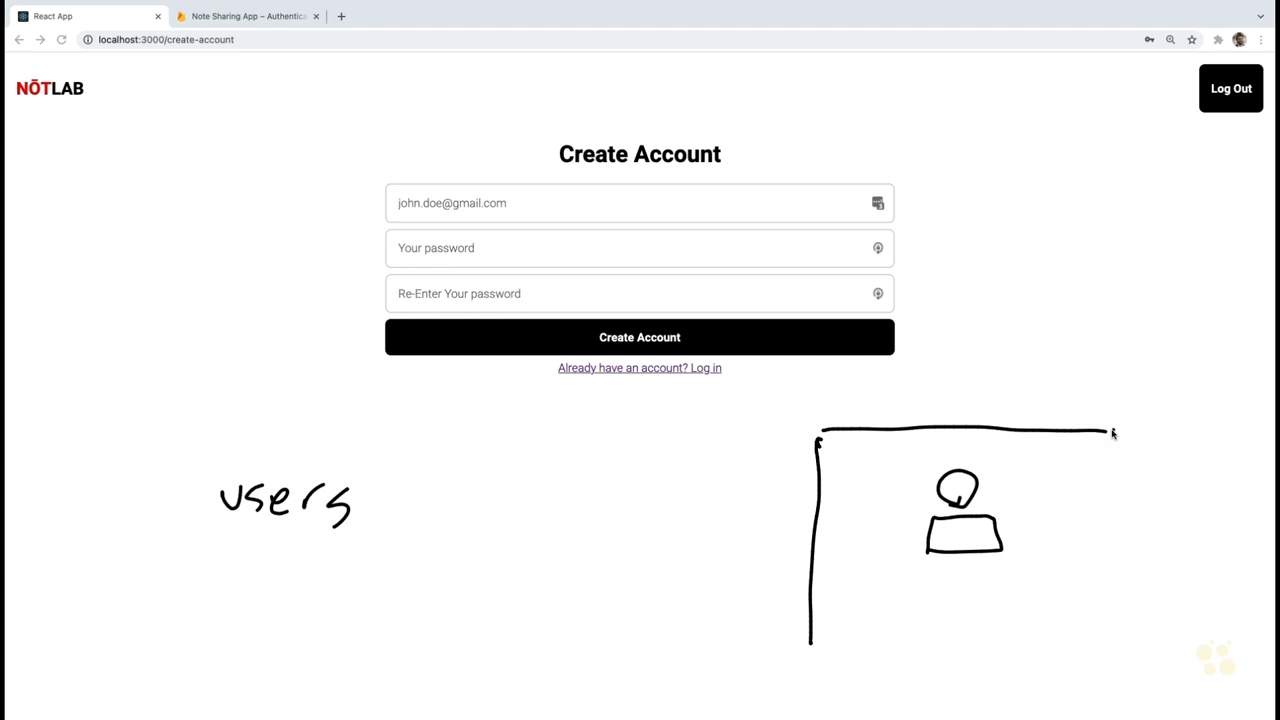 React App
Note Sharing App – Authentica
localhost:3000/create-account
NŌTLAB
Log Out
Create Account
john.doe@gmail.com
Your password
Re-Enter Your password
Create Account
Already have an account? Log in
users